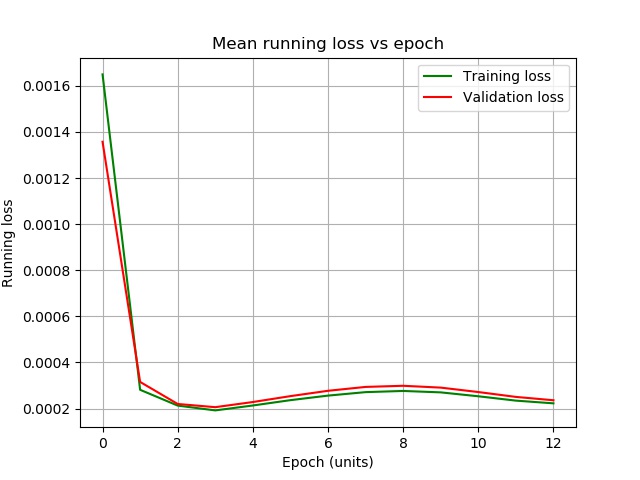 Mean running loss vs epoch
Training loss
Validation loss
0.0016
0.0014
0.0012
0.0010
0.0008
0.0006
0.0004
0.0002
Running loss
0 2 4 6 8 10 12
Epoch (units)